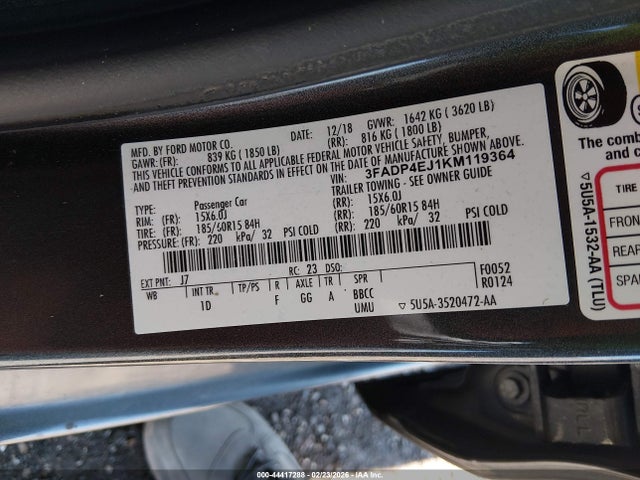 MFD. BY FORD MOTOR CO.
DATE: 12/18 GVWR: 1642 KG ( 3620 LB)
GAWR: (FR): 839 KG ( 1850 LB) (RR): 816 KG ( 1800 LB)
THIS VEHICLE CONFORMS TO ALL APPLICABLE FEDERAL MOTOR VEHICLE SAFETY, BUMPER,
AND THEFT PREVENTION STANDARDS IN EFFECT ON THE DATE OF MANUFACTURE SHOWN ABOVE
VIN: 3FADP4EJ1KM119364
TYPE: Passenger Car TRAILER TOWING - SEE OWNER GUIDE
RIM: (FR): 15X6.0J (RR): 15X6.0J
TIRE: (FR): 185/60R15 84H (RR): 185/60R15 84H
PRESSURE: (FR): 220 kPa/ 32 PSI COLD (RR): 220 kPa/ 32 PSI COLD
RC: 23 DSO: F0052
EXT PNT: J7 R0124
WB INT TR. TP/PS R AXLE TR SPR
1D F GG A BBCC
UMU ▽ 5U5A-3520472-AA
The comb
and c
▽ 5U5A-1532-AA (TLU)
FRON
REAR
SPAR
000-44417288 - 02/23/2026 - IAA, Inc.